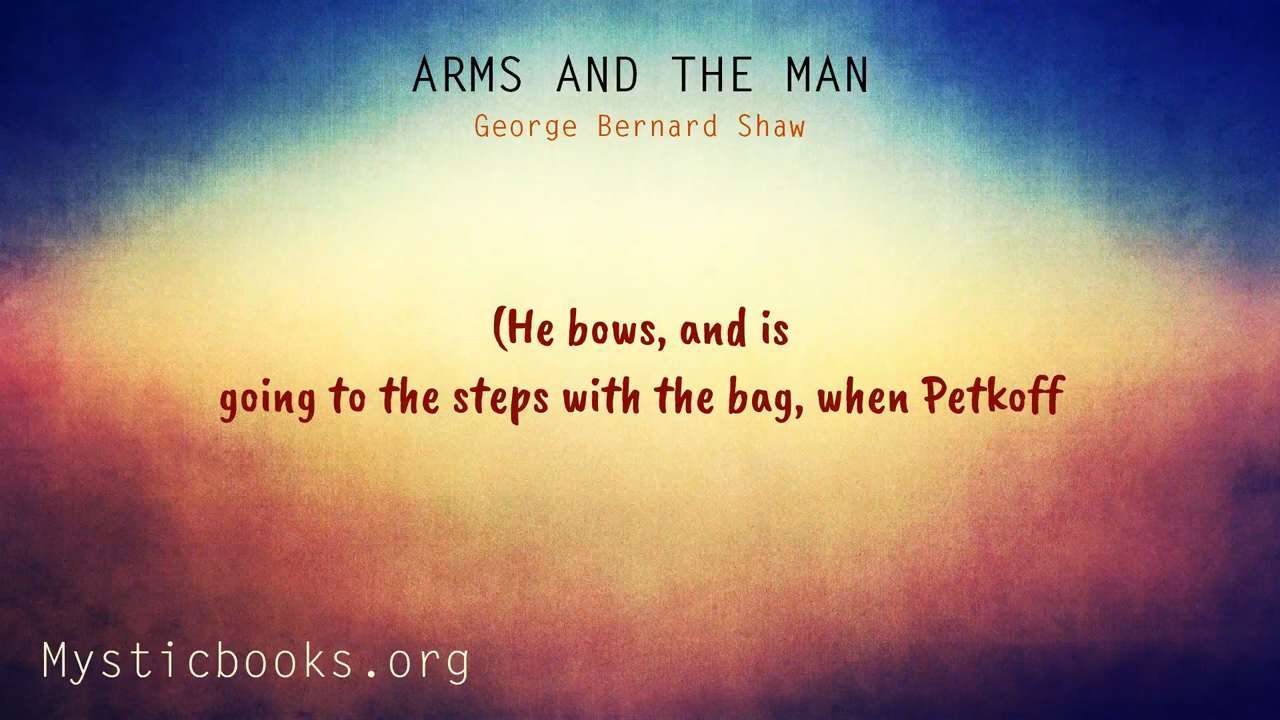 ARMS AND THE MAN
George Bernard Shaw
(He bows, and is
going to the steps with the bag, when Petkoff
Mysticbooks.org